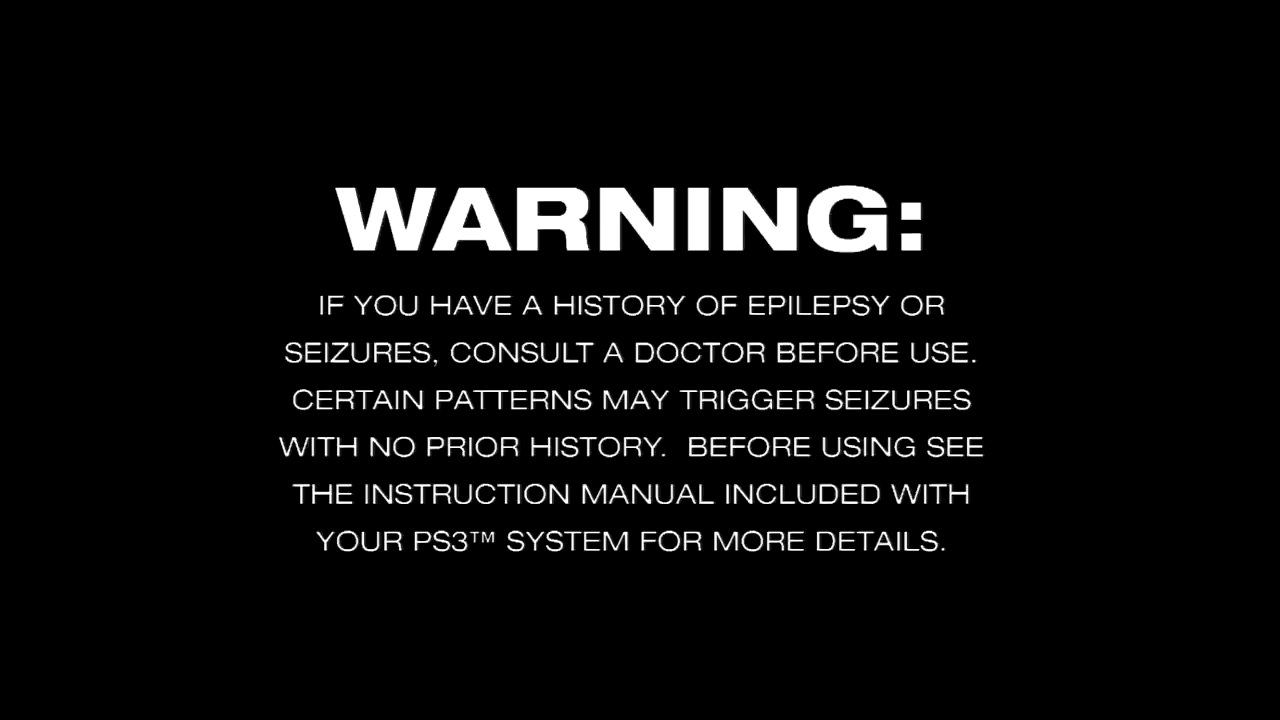 WARNING:
IF YOU HAVE A HISTORY OF EPILEPSY OR
SEIZURES, CONSULT A DOCTOR BEFORE USE.
CERTAIN PATTERNS MAY TRIGGER SEIZURES
WITH NO PRIOR HISTORY.  BEFORE USING SEE
THE INSTRUCTION MANUAL INCLUDED WITH
YOUR PS3™ SYSTEM FOR MORE DETAILS.